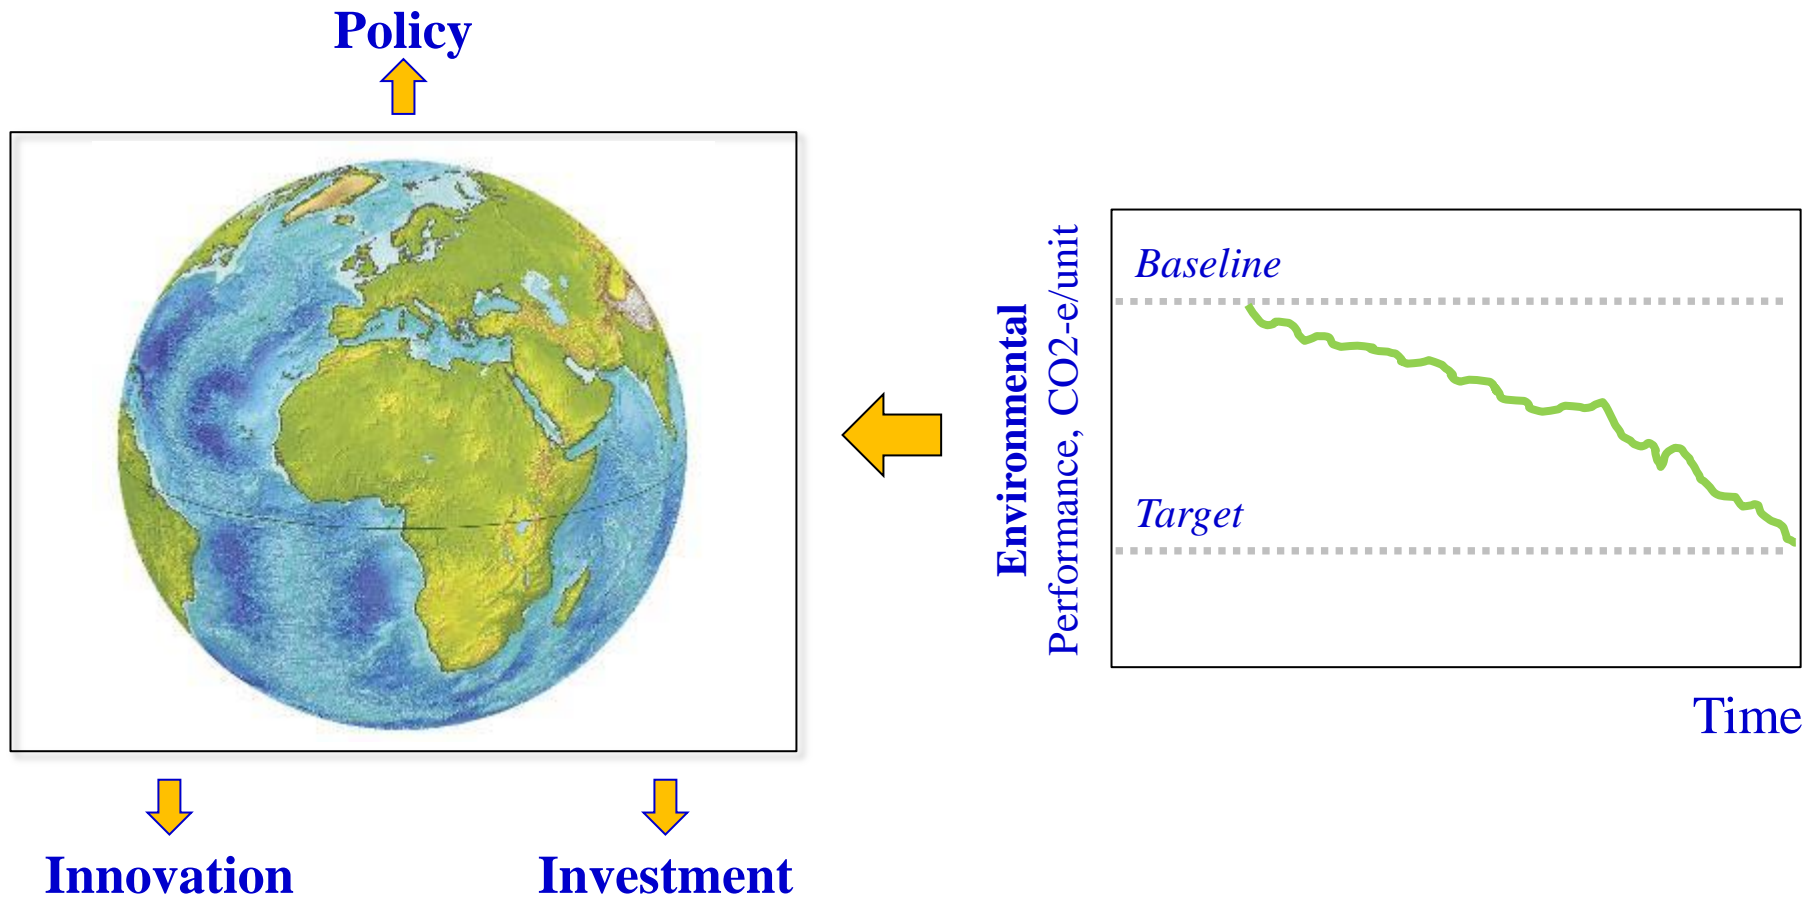 Policy
Innovation
Investment
Environmental
Performance, CO2-e/unit
Baseline
Target
Time